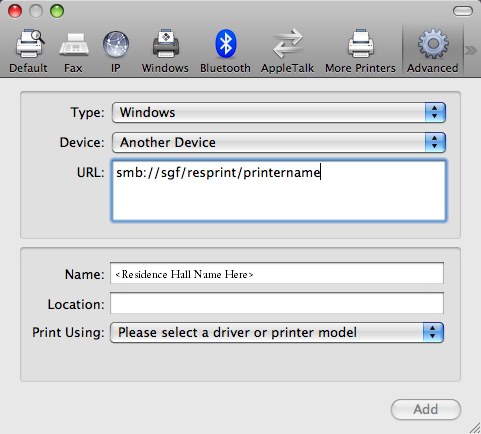 Default Fax IP Windows Bluetooth AppleTalk More Printers Advanced
Type: Windows
Device: Another Device
URL: smb://sgf/resprint/printername
Name: <Residence Hall Name Here>
Location:
Print Using: Please select a driver or printer model
Add